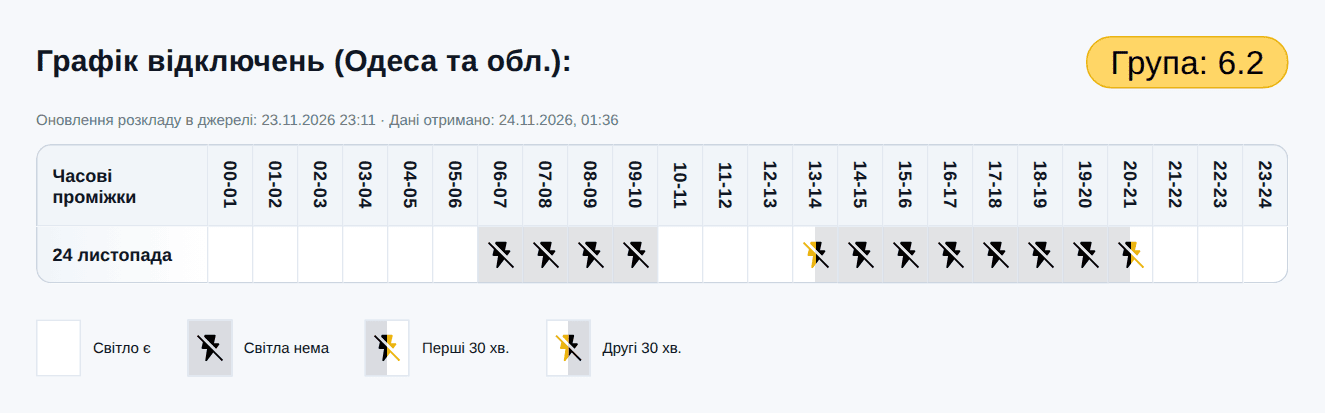 Графік відключень (Одеса та обл.):
Група: 6.2
Оновлення розкладу в джерелі: 23.11.2026 23:11 · Дані отримано: 24.11.2026, 01:36
Часові
проміжки
00-01
01-02
02-03
03-04
04-05
05-06
06-07
07-08
08-09
09-10
10-11
11-12
12-13
13-14
14-15
15-16
16-17
17-18
18-19
19-20
20-21
21-22
22-23
23-24
24 листопада
Світло є
Світла нема
Перші 30 хв.
Другі 30 хв.